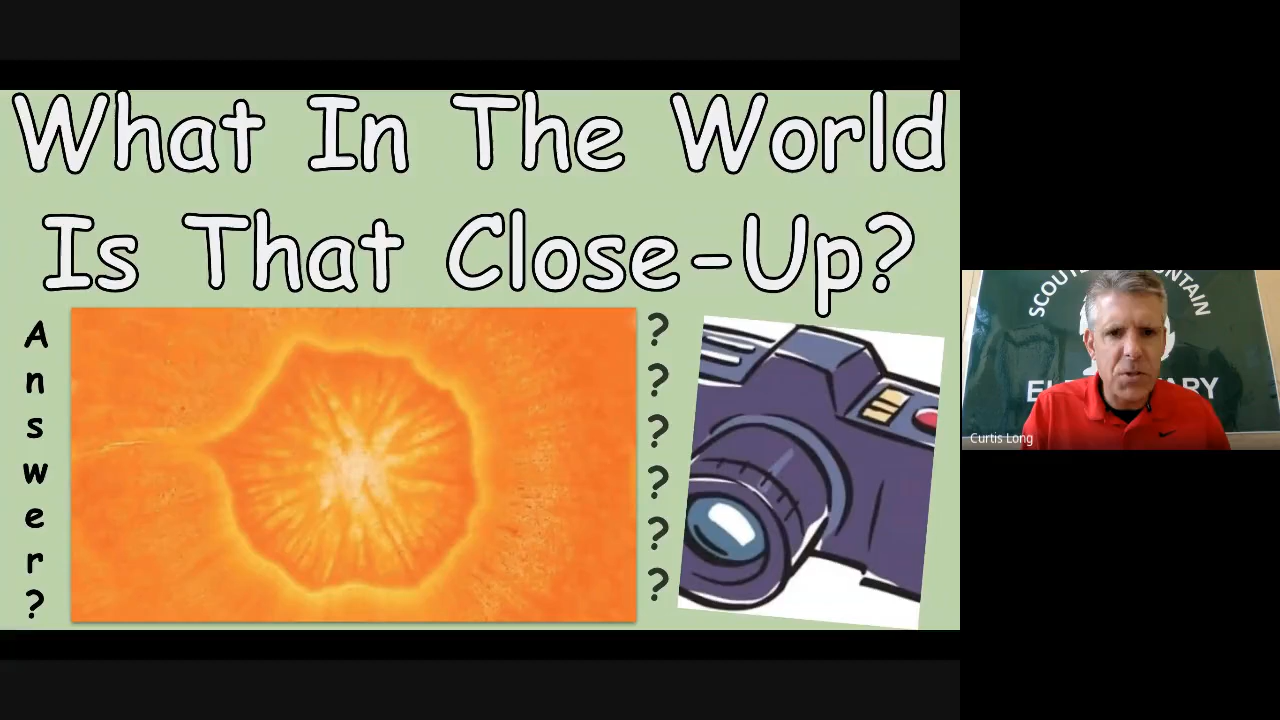 What In The World
Is That Close-Up?
A
n
s
w
e
r
?
?
?
?
?
?
?
Curtis Long